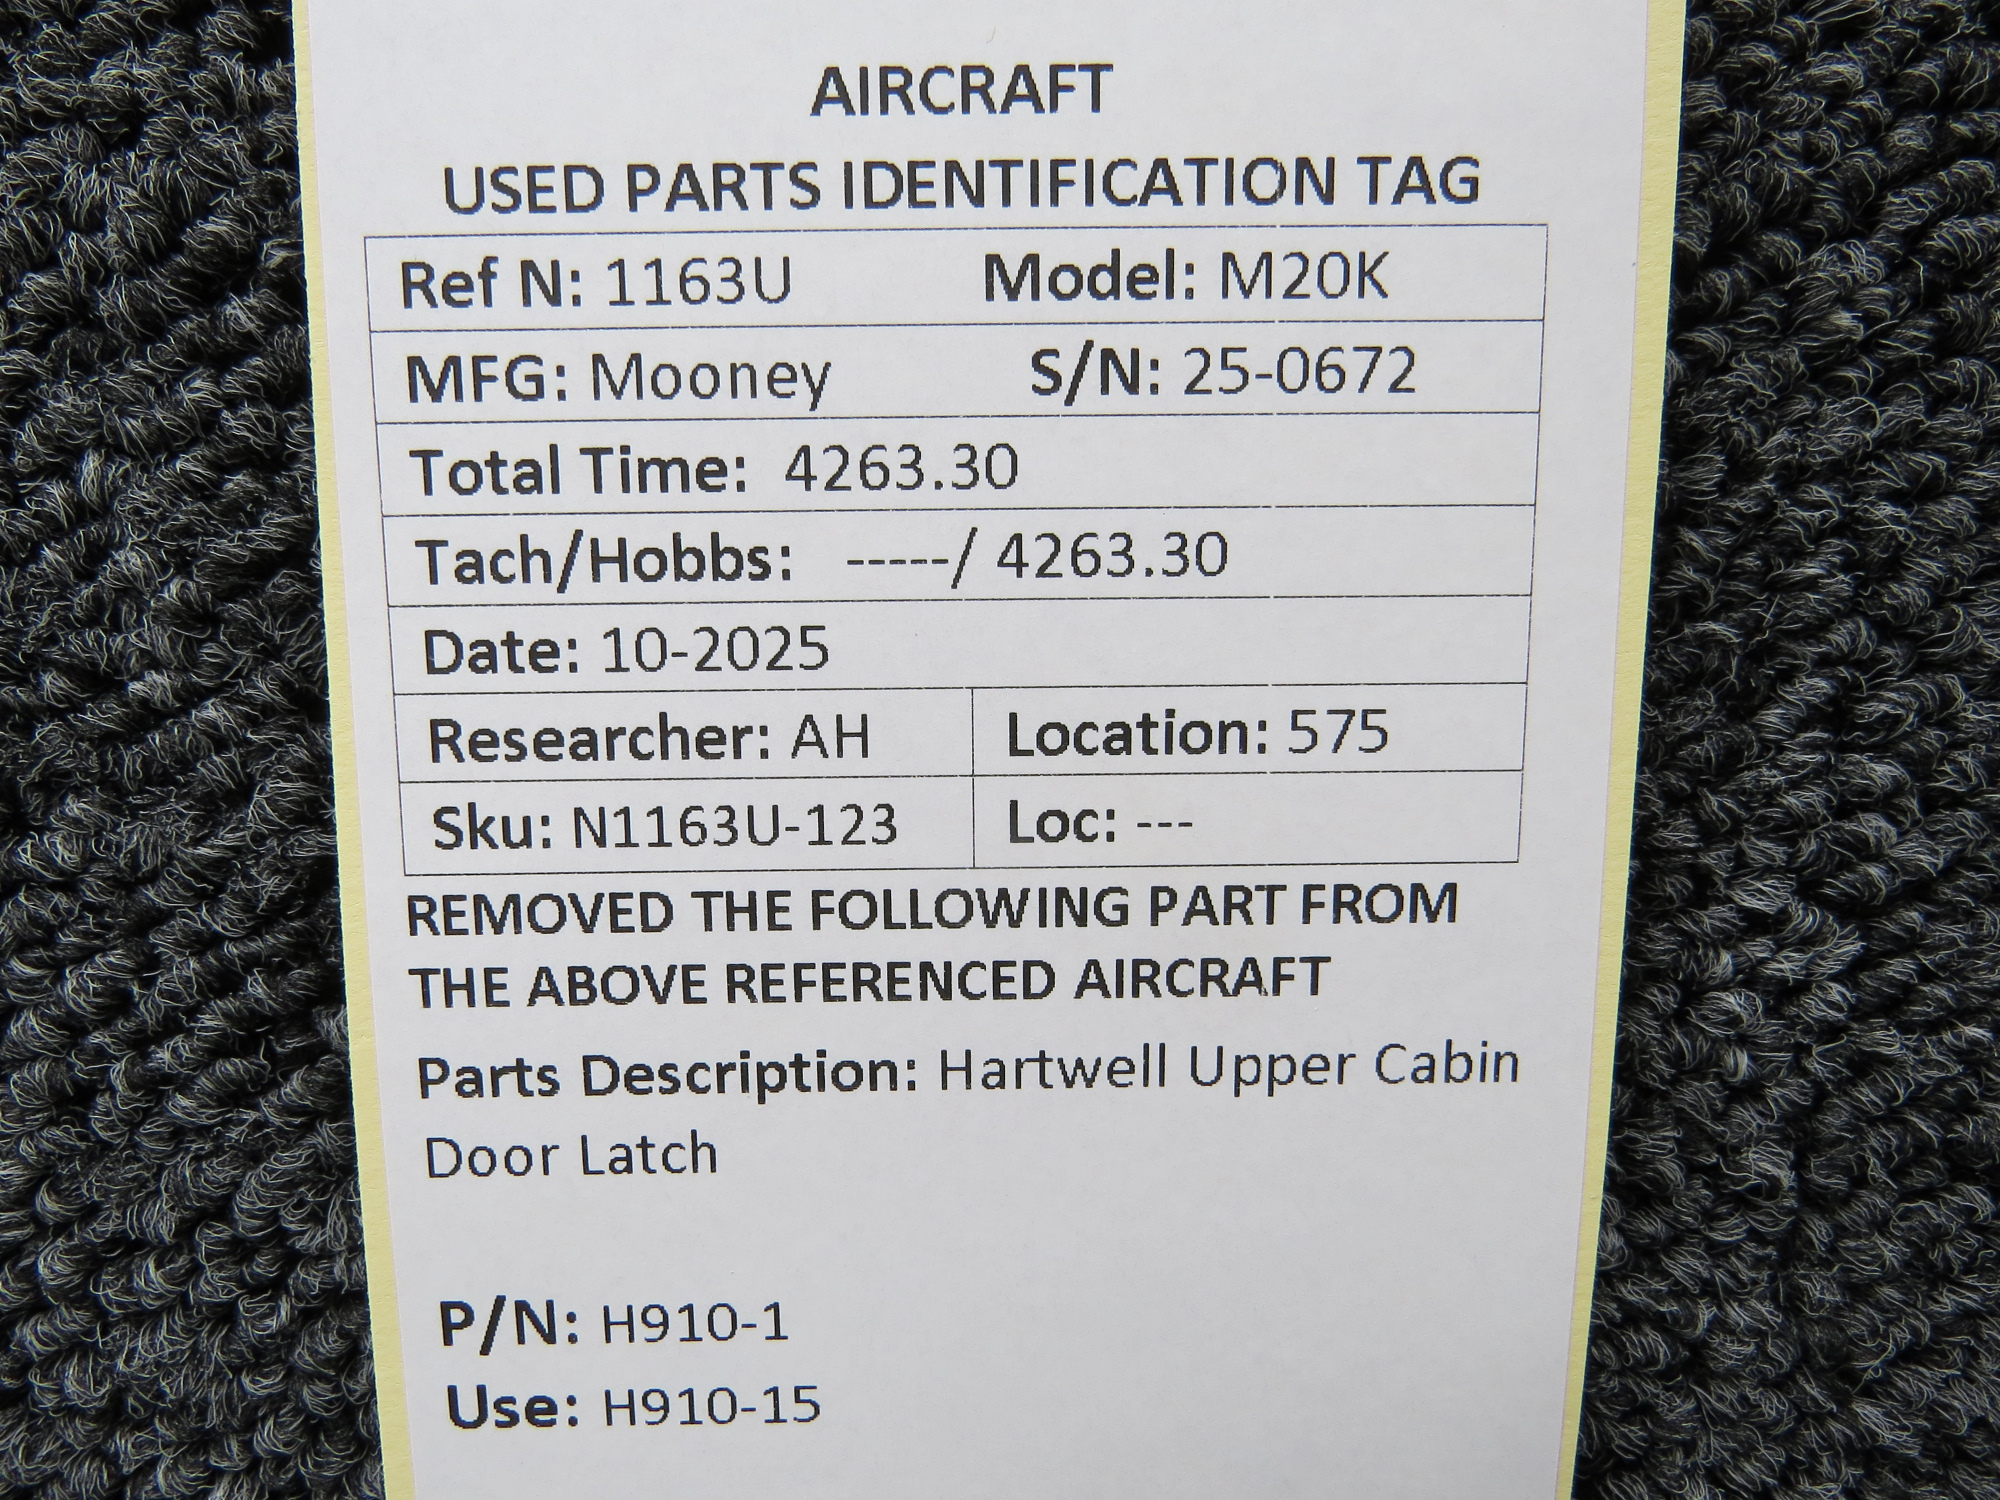 AIRCRAFT
USED PARTS IDENTIFICATION TAG
Ref N: 1163U Model: M20K
MFG: Mooney S/N: 25-0672
Total Time: 4263.30
Tach/Hobbs: -----/ 4263.30
Date: 10-2025
Researcher: AH Location: 575
Sku: N1163U-123 Loc: ---
REMOVED THE FOLLOWING PART FROM
THE ABOVE REFERENCED AIRCRAFT
Parts Description: Hartwell Upper Cabin
Door Latch
P/N: H910-1
Use: H910-15